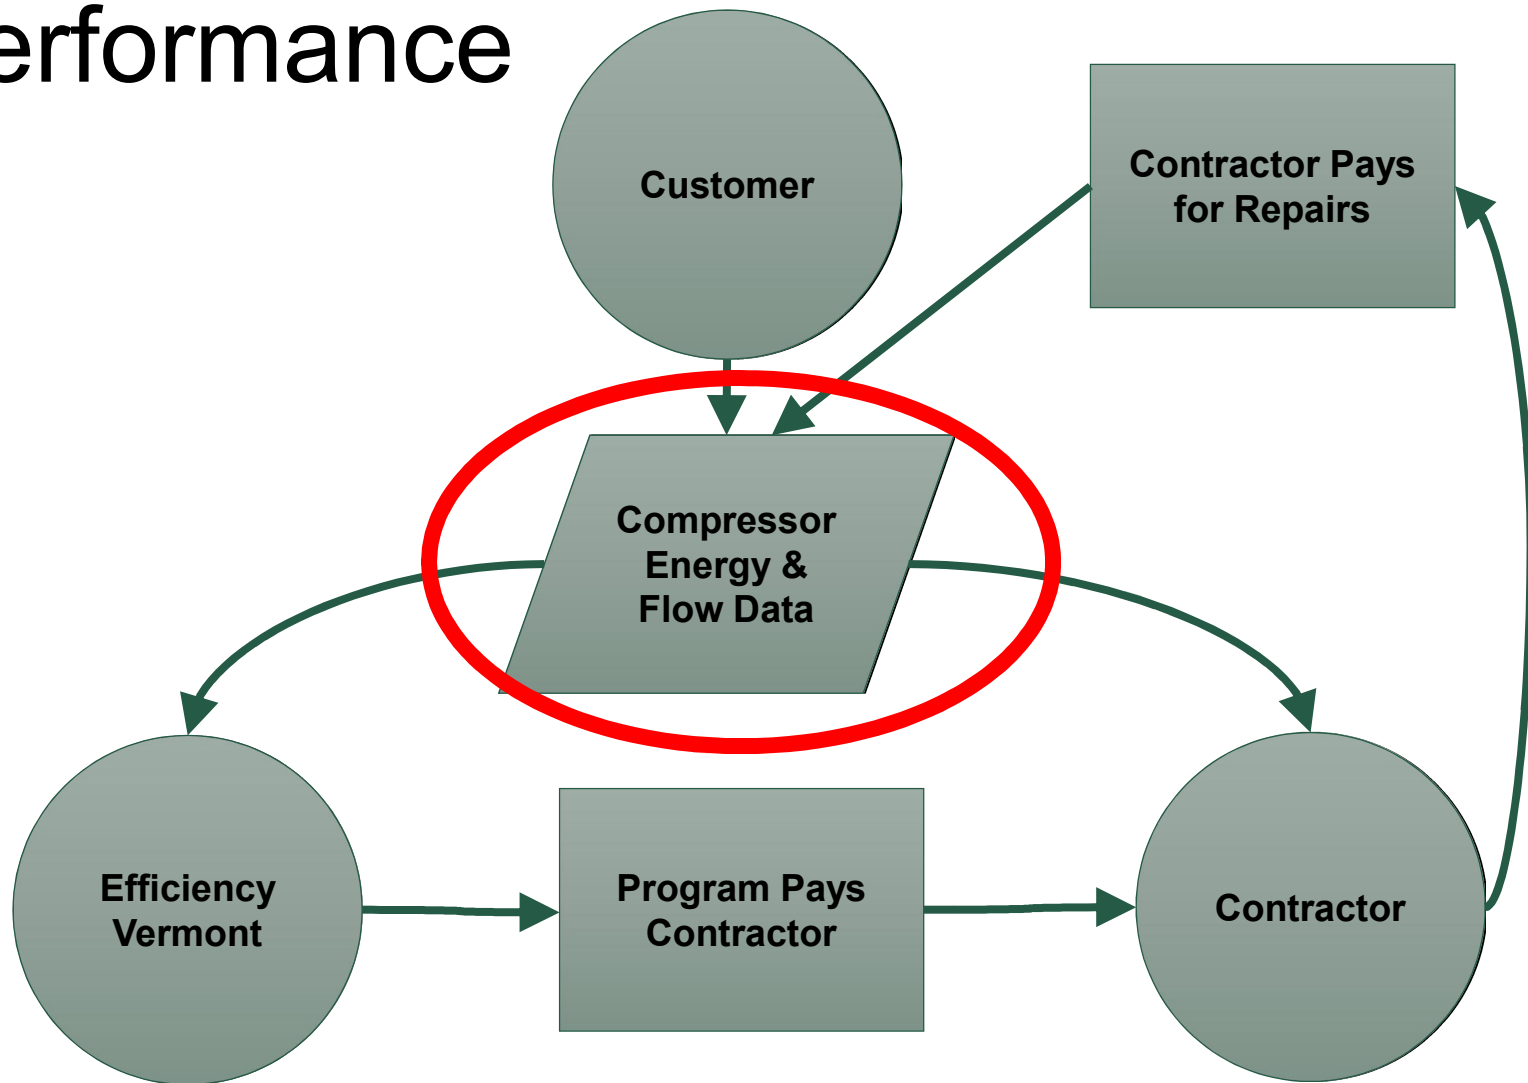 erformance
Customer
Contractor Pays
for Repairs
Compressor
Energy &
Flow Data
Efficiency
Vermont
Program Pays
Contractor
Contractor